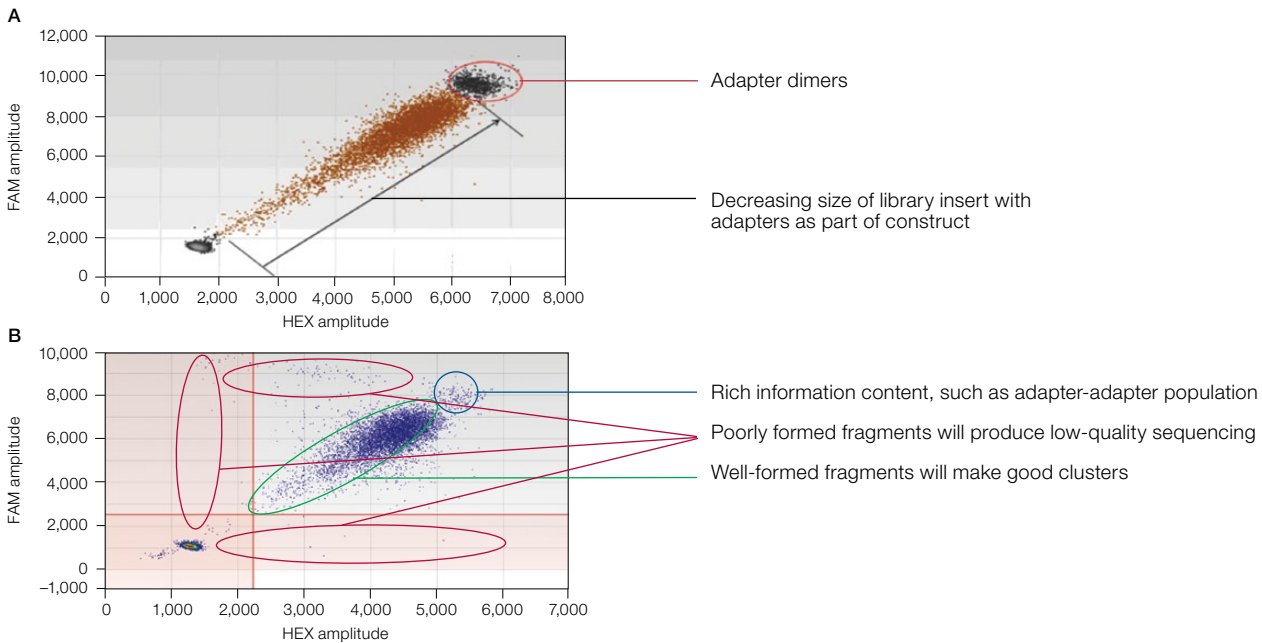 A
12,000
10,000
8,000
6,000
4,000
2,000
0
FAM amplitude
0 1,000 2,000 3,000 4,000 5,000 6,000 7,000 8,000
HEX amplitude
Adapter dimers
Decreasing size of library insert with
adapters as part of construct
B
10,000
8,000
6,000
4,000
2,000
0
–1,000
FAM amplitude
0 1,000 2,000 3,000 4,000 5,000 6,000 7,000
HEX amplitude
Rich information content, such as adapter-adapter population
Poorly formed fragments will produce low-quality sequencing
Well-formed fragments will make good clusters